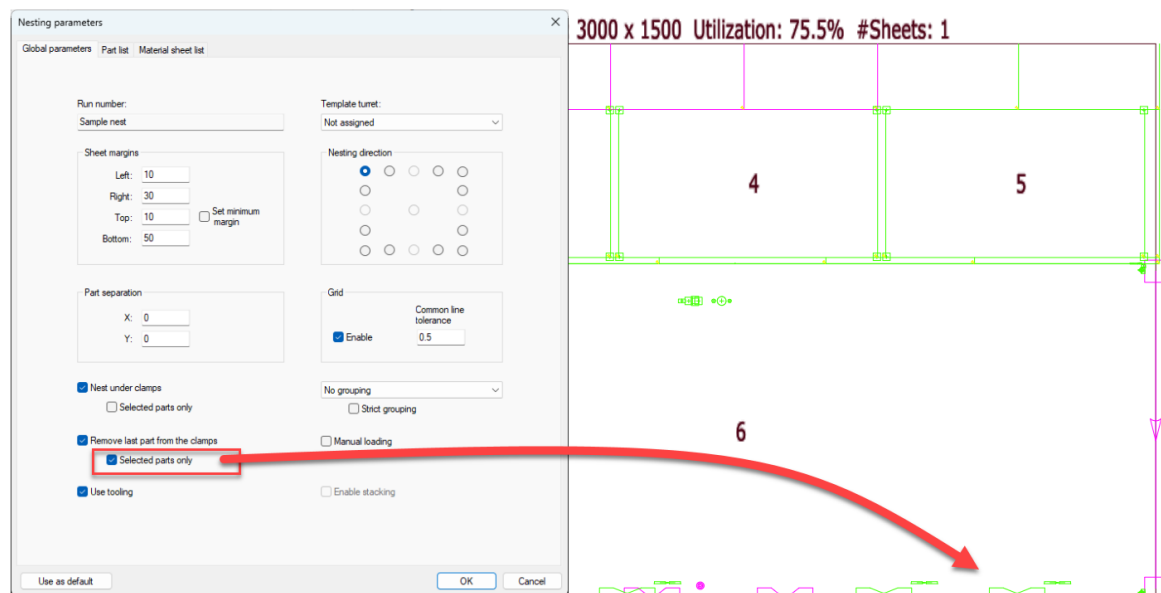 Nesting parameters
3000 x 1500 Utilization: 75.5% #Sheets: 1
Global parameters Part list Material sheet list
Run number:
Sample nest
Template turret:
Not assigned
Sheet margins
Left: 10
Right: 30
Top: 10
Set minimum margin
Bottom: 50
Nesting direction
Part separation
X: 0
Y: 0
Grid
Common line
tolerance
Enable 0.5
Nest under clamps
Selected parts only
No grouping
Strict grouping
Remove last part from the clamps
Selected parts only
Manual loading
Use tooling
Enable stacking
Use as default
OK
Cancel
4
5
6